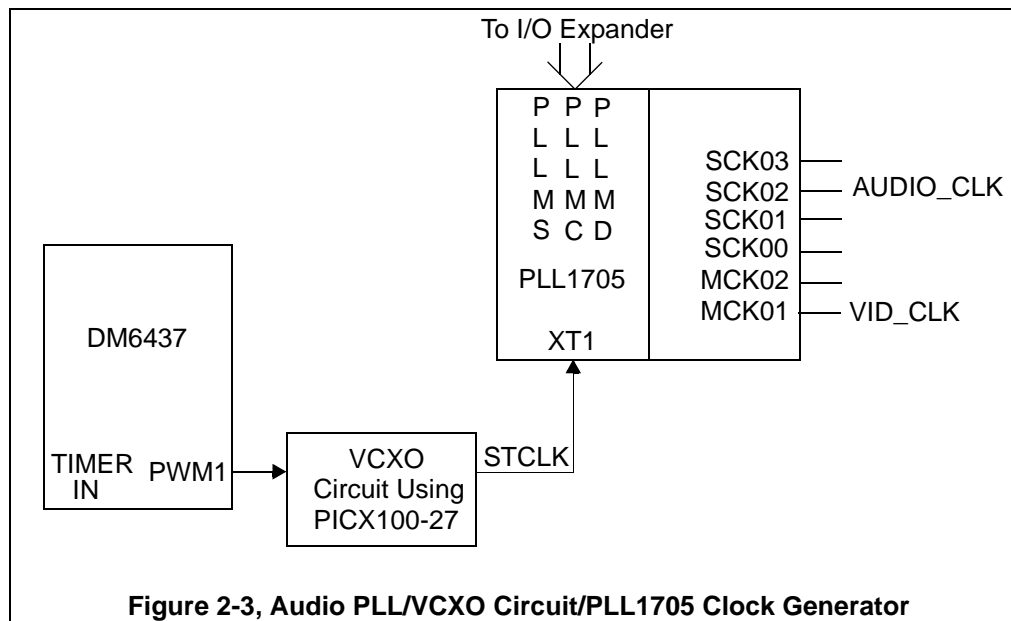 To I/O Expander
P P P
L L L
L L L
M M M
S C D
PLL1705
XT1
SCK03
SCK02
SCK01
SCK00
MCK02
MCK01
AUDIO_CLK
VID_CLK
DM6437
TIMER
IN
PWM1
VCXO
Circuit Using
PICX100-27
STCLK
Figure 2-3, Audio PLL/VCXO Circuit/PLL1705 Clock Generator